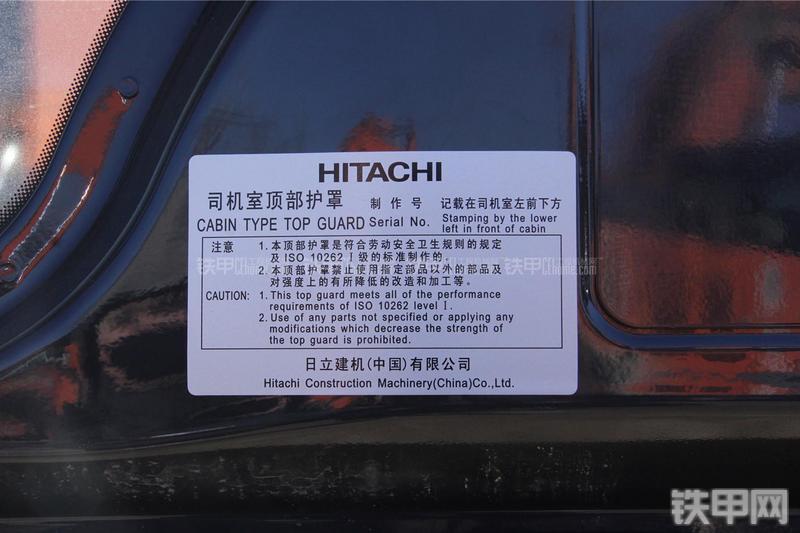 HITACHI
司机室顶部护罩 制作号 记载在司机室左前下方
CABIN TYPE TOP GUARD Serial No. Stamping by the lower
left in front of cabin
注意 1. 本顶部护罩是符合劳动安全卫生规则的规定
及 ISO 10262 I 级的标准制作的。
2. 本顶部护罩禁止使用指定部品以外的部品及
对强度上的有所降低的改造和加工等。
CAUTION: 1. This top guard meets all of the performance
requirements of ISO 10262 level I.
2. Use of any parts not specified or applying any
modifications which decrease the strength of
the top guard is prohibited.
日立建机(中国)有限公司
Hitachi Construction Machinery(China)Co.,Ltd.
铁甲网